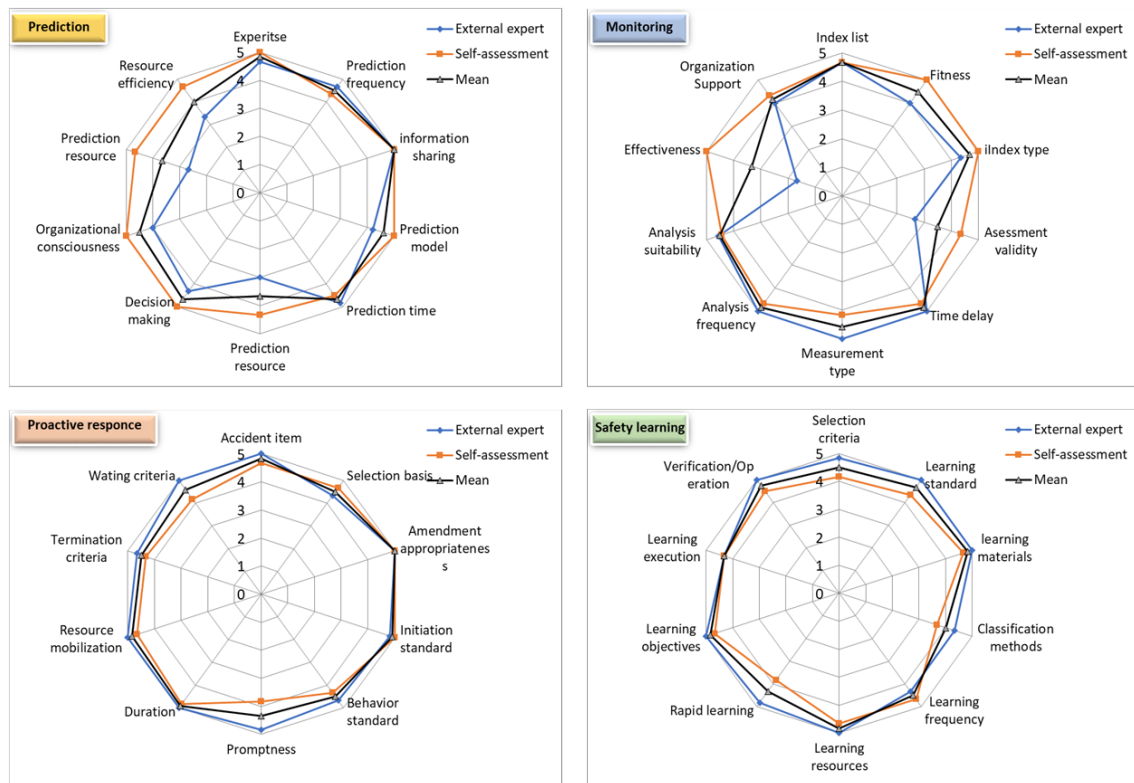 Prediction
External expert
Self-assessment
Mean
Experitse
Prediction
frequency
information
sharing
Prediction
model
Prediction time
Prediction
resource
Decision
making
Organizational
consciousness
Prediction
resource
Resource
efficiency
5
4
3
2
1
0
Monitoring
External expert
Self-assessment
Mean
Index list
Fitness
iIndex type
Asessment
validity
Time delay
Measurement
type
Analysis
frequency
Analysis
suitability
Effectiveness
Organization
Support
5
4
3
2
1
0
Proactive responce
External expert
Self-assessment
Mean
Accident item
Selection basis
Amendment
appropriatenes
s
Initiation
standard
Behavior
standard
Promptness
Duration
Resource
mobilization
Termination
criteria
Wating criteria
5
4
3
2
1
0
Safety learning
External expert
Self-assessment
Mean
Selection
criteria
Learning
standard
learning
materials
Classification
methods
Learning
frequency
Learning
resources
Rapid learning
Learning
objectives
Learning
execution
Verification/Op
eration
5
4
3
2
1
0